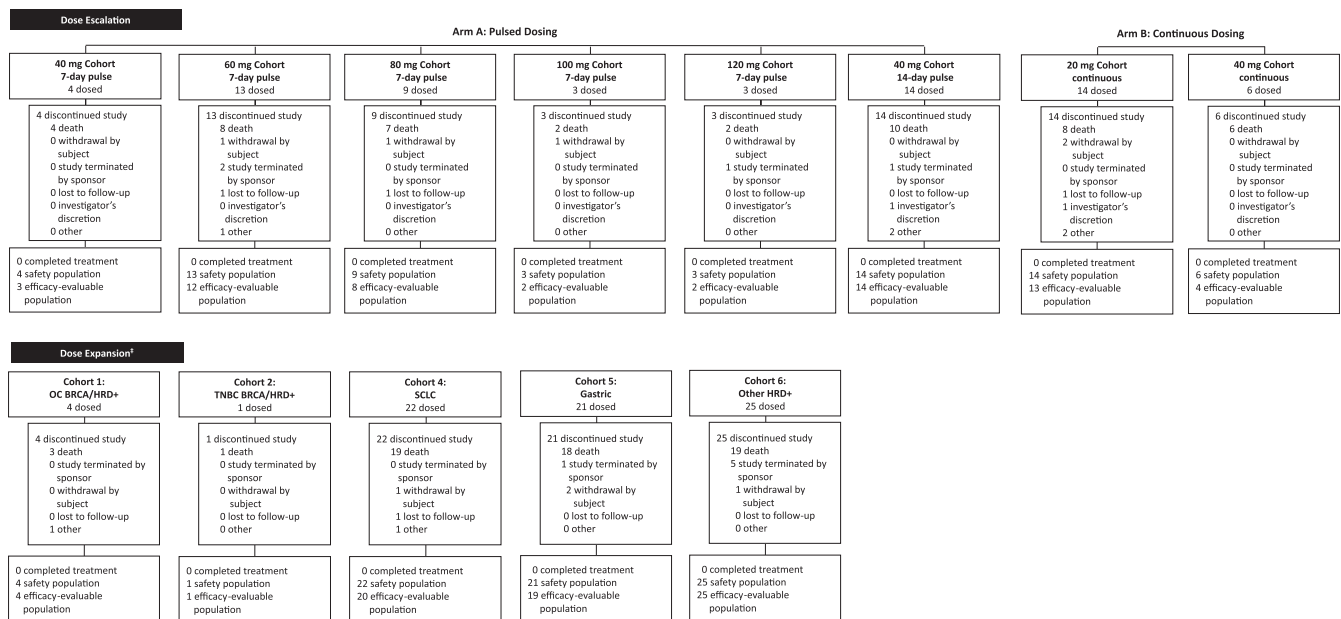 Dose Escalation
Arm A: Pulsed Dosing
Arm B: Continuous Dosing
40 mg Cohort
7-day pulse
4 dosed
4 discontinued study
4 death
0 withdrawal by
subject
0 study terminated
by sponsor
0 lost to follow-up
0 investigator's
discretion
0 other
0 completed treatment
4 safety population
3 efficacy-evaluable
population
60 mg Cohort
7-day pulse
13 dosed
13 discontinued study
8 death
1 withdrawal by
subject
2 study terminated
by sponsor
1 lost to follow-up
0 investigator's
discretion
1 other
0 completed treatment
13 safety population
12 efficacy-evaluable
population
80 mg Cohort
7-day pulse
9 dosed
9 discontinued study
7 death
1 withdrawal by
subject
0 study terminated
by sponsor
1 lost to follow-up
0 investigator's
discretion
0 other
0 completed treatment
9 safety population
8 efficacy-evaluable
population
100 mg Cohort
7-day pulse
3 dosed
3 discontinued study
2 death
1 withdrawal by
subject
0 study terminated
by sponsor
0 lost to follow-up
0 investigator's
discretion
0 other
0 completed treatment
3 safety population
2 efficacy-evaluable
population
120 mg Cohort
7-day pulse
3 dosed
3 discontinued study
2 death
0 withdrawal by
subject
1 study terminated
by sponsor
0 lost to follow-up
0 investigator's
discretion
0 other
0 completed treatment
3 safety population
2 efficacy-evaluable
population
40 mg Cohort
14-day pulse
14 dosed
14 discontinued study
10 death
0 withdrawal by
subject
1 study terminated
by sponsor
0 lost to follow-up
1 investigator's
discretion
2 other
0 completed treatment
14 safety population
14 efficacy-evaluable
population
20 mg Cohort
continuous
14 dosed
14 discontinued study
8 death
2 withdrawal by
subject
0 study terminated
by sponsor
1 lost to follow-up
1 investigator's
discretion
2 other
0 completed treatment
14 safety population
13 efficacy-evaluable
population
40 mg Cohort
continuous
6 dosed
6 discontinued study
6 death
0 withdrawal by
subject
0 study terminated
by sponsor
0 lost to follow-up
0 investigator's
discretion
0 other
0 completed treatment
6 safety population
4 efficacy-evaluable
population
Dose Expansion‡
Cohort 1:
OC BRCA/HRD+
4 dosed
4 discontinued study
3 death
0 study terminated by
sponsor
0 withdrawal by
subject
0 lost to follow-up
1 other
0 completed treatment
4 safety population
4 efficacy-evaluable
population
Cohort 2:
TNBC BRCA/HRD+
1 dosed
1 discontinued study
1 death
0 study terminated by
sponsor
0 withdrawal by
subject
0 lost to follow-up
0 other
0 completed treatment
1 safety population
1 efficacy-evaluable
population
Cohort 4:
SCLC
22 dosed
22 discontinued study
19 death
0 study terminated by
sponsor
1 withdrawal by
subject
1 lost to follow-up
1 other
0 completed treatment
22 safety population
20 efficacy-evaluable
population
Cohort 5:
Gastric
21 dosed
21 discontinued study
18 death
1 study terminated by
sponsor
2 withdrawal by
subject
0 lost to follow-up
0 other
0 completed treatment
21 safety population
19 efficacy-evaluable
population
Cohort 6:
Other HRD+
25 dosed
25 discontinued study
19 death
5 study terminated by
sponsor
1 withdrawal by
subject
0 lost to follow-up
0 other
0 completed treatment
25 safety population
25 efficacy-evaluable
population